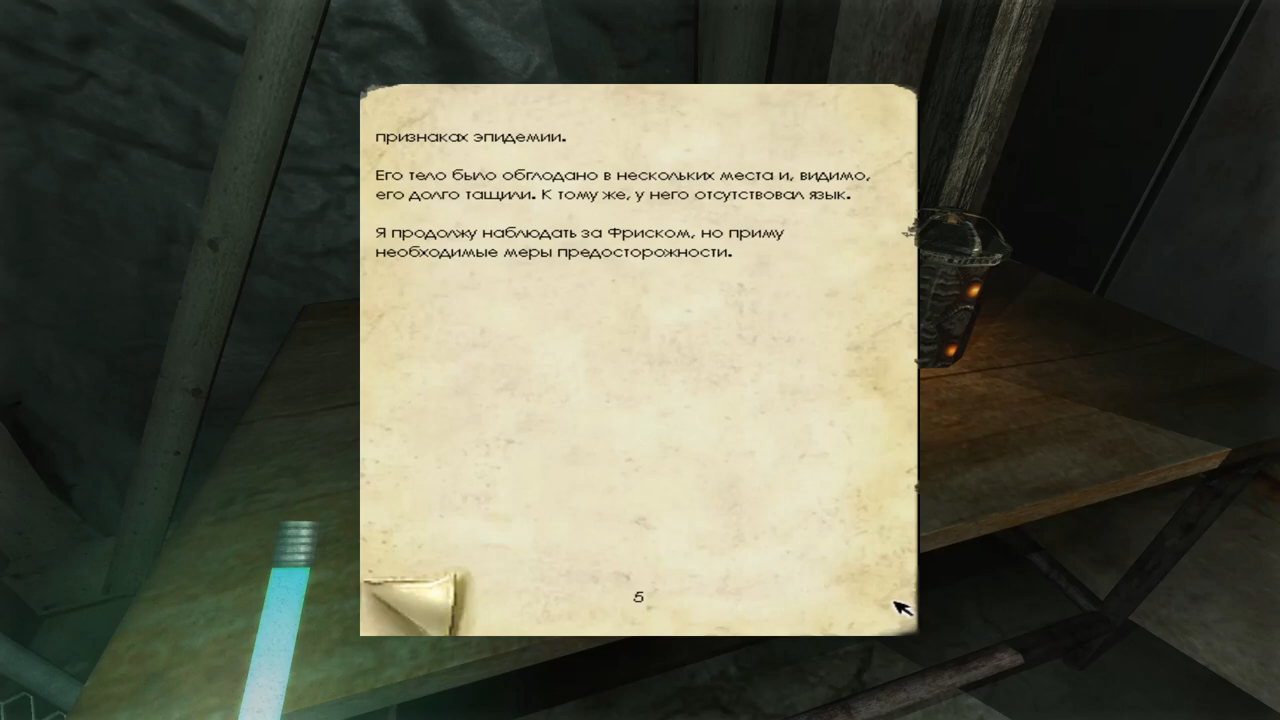 признаках эпидемии.
Его тело было обглодано в нескольких места и, видимо,
его долго тащили. К тому же, у него отсутствовал язык.
Я продолжу наблюдать за Фриском, но приму
необходимые меры предосторожности.
5